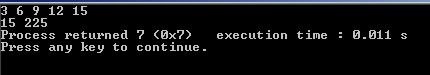 3 6 9 12 15
15 225
Process returned 7 (0x7)   execution time : 0.011 s
Press any key to continue.